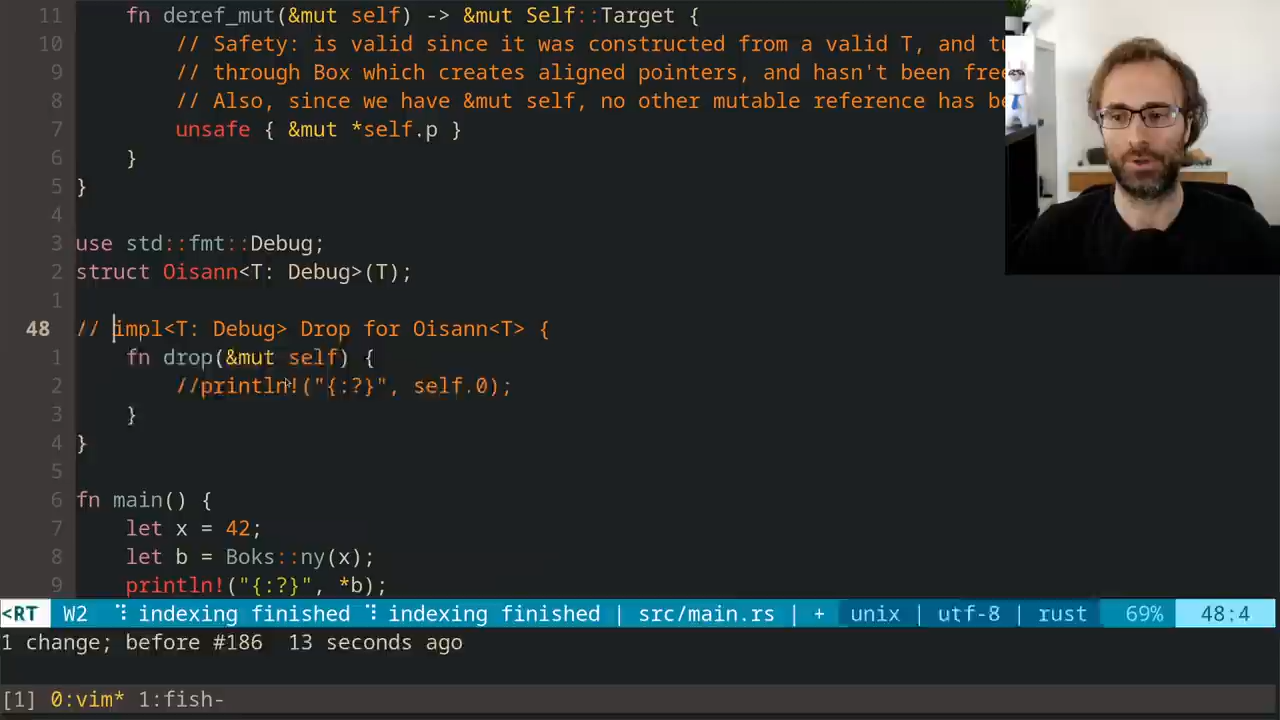 11 fn deref_mut(&mut self) -> &mut Self::Target {
10 // Safety: is valid since it was constructed from a valid T, and
9 // through Box which creates aligned pointers, and hasn't been
8 // Also, since we have &mut self, no other mutable reference has
7 unsafe { &mut *self.p }
6 }
5 }
4
3 use std::fmt::Debug;
2 struct Oisann<T: Debug>(T);
1
48 // impl<T: Debug> Drop for Oisann<T> {
1 fn drop(&mut self) {
2 //println!("{:?}", self.0);
3 }
4 }
5
6 fn main() {
7 let x = 42;
8 let b = Boks::ny(x);
9 println!("{:?}", *b);
<RT W2 ⠹ indexing finished ⠹ indexing finished | src/main.rs | + unix | utf-8 | rust 69% 48:4
1 change; before #186 13 seconds ago
[1] 0:vim* 1:fish-